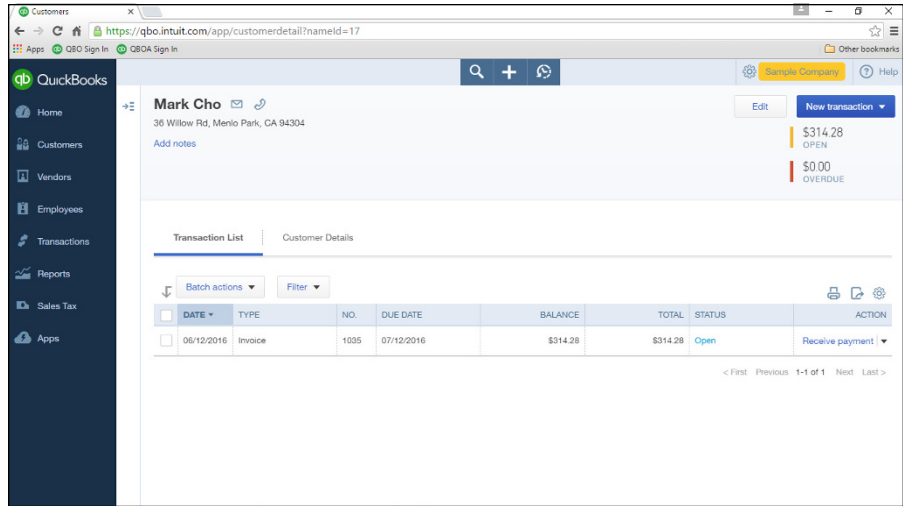 Customers
https://qbo.intuit.com/app/customerdetail?nameId=17
Apps QBO Sign In QBOA Sign In Other bookmarks
qb QuickBooks
Sample Company ? Help
Home
Customers
Vendors
Employees
Transactions
Reports
Sales Tax
Apps
Mark Cho
36 Willow Rd, Menlo Park, CA 94304
Add notes
Edit New transaction
$314.28
OPEN
$0.00
OVERDUE
Transaction List Customer Details
Batch actions Filter
DATE TYPE NO. DUE DATE BALANCE TOTAL STATUS ACTION
06/12/2016 Invoice 1035 07/12/2016 $314.28 $314.28 Open Receive payment
< First Previous 1-1 of 1 Next Last >